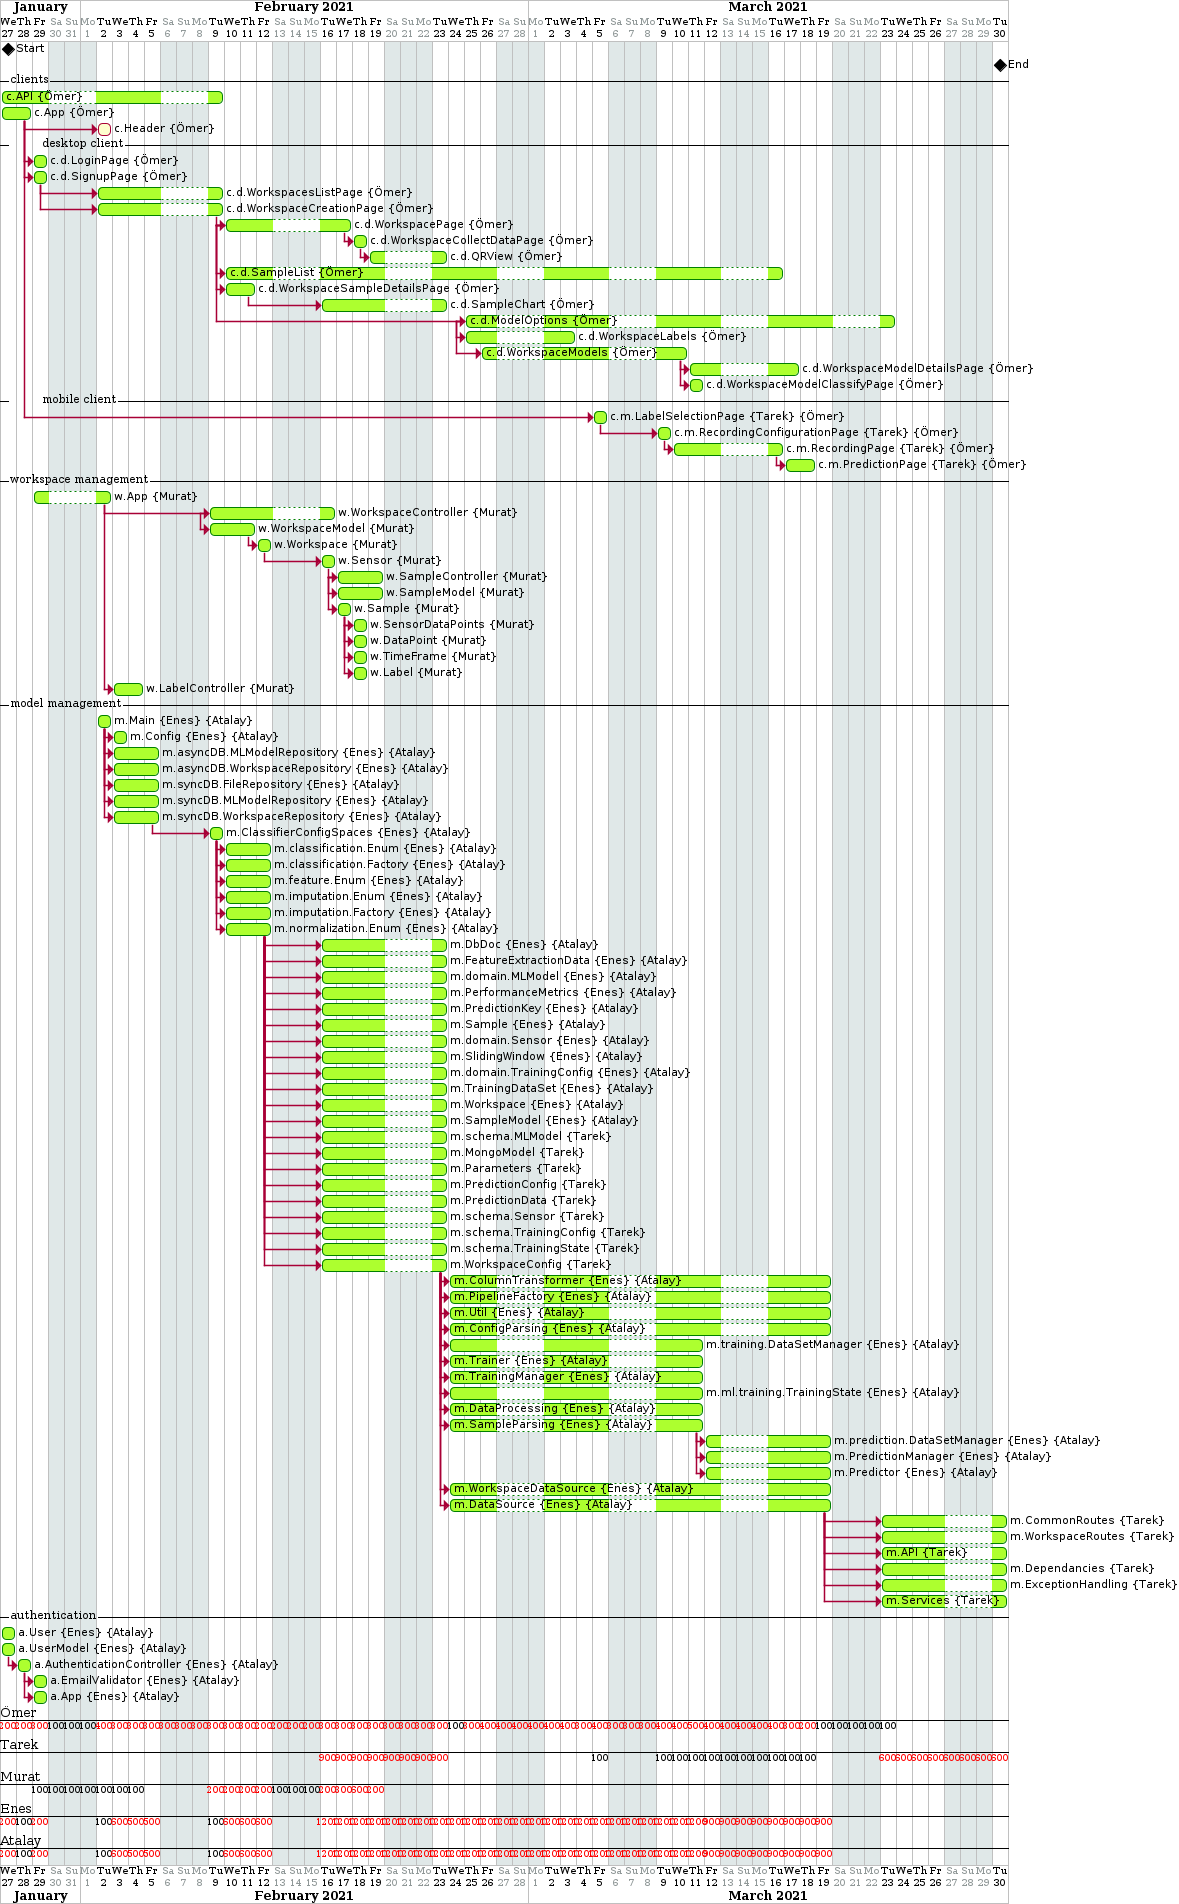 January February 2021 March 2021
We Th Fr Sa Su Mo Tu We Th Fr Sa Su Mo Tu We Th Fr Sa Su Mo Tu We Th Fr Sa Su Mo Tu We Th Fr Sa Su Mo Tu We Th Fr Sa Su Mo Tu We Th Fr Sa Su Mo Tu We Th Fr Sa Su Mo Tu We Th Fr Sa Su Mo Tu
27 28 29 30 31 1 2 3 4 5 6 7 8 9 10 11 12 13 14 15 16 17 18 19 20 21 22 23 24 25 26 27 28 1 2 3 4 5 6 7 8 9 10 11 12 13 14 15 16 17 18 19 20 21 22 23 24 25 26 27 28 29 30
Start
End
clients
c.API {Ömer}
c.App {Ömer}
c.Header {Ömer}
desktop client
c.d.LoginPage {Ömer}
c.d.SignupPage {Ömer}
c.d.WorkspacesListPage {Ömer}
c.d.WorkspaceCreationPage {Ömer}
c.d.WorkspacePage {Ömer}
c.d.WorkspaceCollectDataPage {Ömer}
c.d.QRView {Ömer}
c.d.SampleList {Ömer}
c.d.WorkspaceSampleDetailsPage {Ömer}
c.d.SampleChart {Ömer}
c.d.ModelOptions {Ömer}
c.d.WorkspaceLabels {Ömer}
c.d.WorkspaceModels {Ömer}
c.d.WorkspaceModelDetailsPage {Ömer}
c.d.WorkspaceModelClassifyPage {Ömer}
mobile client
c.m.LabelSelectionPage {Tarek} {Ömer}
c.m.RecordingConfigurationPage {Tarek} {Ömer}
c.m.RecordingPage {Tarek} {Ömer}
c.m.PredictionPage {Tarek} {Ömer}
workspace management
w.App {Murat}
w.WorkspaceController {Murat}
w.WorkspaceModel {Murat}
w.Workspace {Murat}
w.Sensor {Murat}
w.SampleController {Murat}
w.SampleModel {Murat}
w.Sample {Murat}
w.SensorDataPoints {Murat}
w.DataPoint {Murat}
w.TimeFrame {Murat}
w.Label {Murat}
w.LabelController {Murat}
model management
m.Main {Enes} {Atalay}
m.Config {Enes} {Atalay}
m.asyncDB.MLModelRepository {Enes} {Atalay}
m.asyncDB.WorkspaceRepository {Enes} {Atalay}
m.syncDB.FileRepository {Enes} {Atalay}
m.syncDB.MLModelRepository {Enes} {Atalay}
m.syncDB.WorkspaceRepository {Enes} {Atalay}
m.ClassifierConfigSpaces {Enes} {Atalay}
m.classification.Enum {Enes} {Atalay}
m.classification.Factory {Enes} {Atalay}
m.feature.Enum {Enes} {Atalay}
m.imputation.Enum {Enes} {Atalay}
m.imputation.Factory {Enes} {Atalay}
m.normalization.Enum {Enes} {Atalay}
m.DbDoc {Enes} {Atalay}
m.FeatureExtractionData {Enes} {Atalay}
m.domain.MLModel {Enes} {Atalay}
m.PerformanceMetrics {Enes} {Atalay}
m.PredictionKey {Enes} {Atalay}
m.Sample {Enes} {Atalay}
m.domain.Sensor {Enes} {Atalay}
m.SlidingWindow {Enes} {Atalay}
m.domain.TrainingConfig {Enes} {Atalay}
m.TrainingDataSet {Enes} {Atalay}
m.Workspace {Enes} {Atalay}
m.SampleModel {Enes} {Atalay}
m.schema.MLModel {Tarek}
m.MongoModel {Tarek}
m.Parameters {Tarek}
m.PredictionConfig {Tarek}
m.PredictionData {Tarek}
m.schema.Sensor {Tarek}
m.schema.TrainingConfig {Tarek}
m.schema.TrainingState {Tarek}
m.WorkspaceConfig {Tarek}
m.ColumnTransformer {Enes} {Atalay}
m.PipelineFactory {Enes} {Atalay}
m.Util {Enes} {Atalay}
m.ConfigParsing {Enes} {Atalay}
m.training.DataSetManager {Enes} {Atalay}
m.Trainer {Enes} {Atalay}
m.TrainingManager {Enes} {Atalay}
m.ml.training.TrainingState {Enes} {Atalay}
m.DataProcessing {Enes} {Atalay}
m.SampleParsing {Enes} {Atalay}
m.prediction.DataSetManager {Enes} {Atalay}
m.PredictionManager {Enes} {Atalay}
m.Predictor {Enes} {Atalay}
m.WorkspaceDataSource {Enes} {Atalay}
m.DataSource {Enes} {Atalay}
m.CommonRoutes {Tarek}
m.WorkspaceRoutes {Tarek}
m.API {Tarek}
m.Dependancies {Tarek}
m.ExceptionHandling {Tarek}
m.Services {Tarek}
authentication
a.User {Enes} {Atalay}
a.UserModel {Enes} {Atalay}
a.AuthenticationController {Enes} {Atalay}
a.EmailValidator {Enes} {Atalay}
a.App {Enes} {Atalay}
Ömer
Tarek
Murat
Enes
Atalay
We Th Fr Sa Su Mo Tu We Th Fr Sa Su Mo Tu We Th Fr Sa Su Mo Tu We Th Fr Sa Su Mo Tu We Th Fr Sa Su Mo Tu We Th Fr Sa Su Mo Tu We Th Fr Sa Su Mo Tu We Th Fr Sa Su Mo Tu We Th Fr Sa Su Mo Tu
27 28 29 30 31 1 2 3 4 5 6 7 8 9 10 11 12 13 14 15 16 17 18 19 20 21 22 23 24 25 26 27 28 1 2 3 4 5 6 7 8 9 10 11 12 13 14 15 16 17 18 19 20 21 22 23 24 25 26 27 28 29 30
January February 2021 March 2021